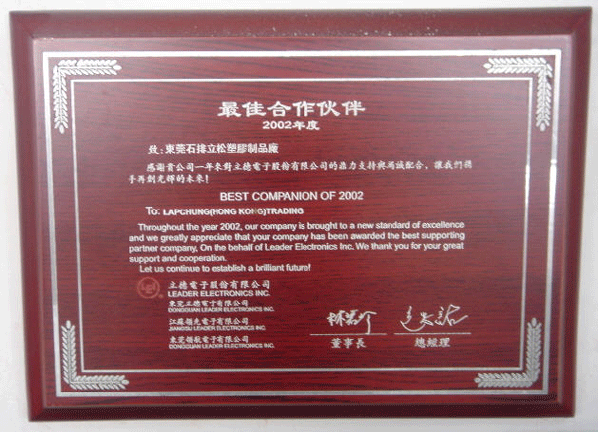 最佳合作伙伴
2002年度
致: 東莞石排立松塑膠制品廠
感謝貴公司一年來對立德電子股份有限公司的鼎力支持與竭誠配合、讓我們攜
手再創光輝的未來!
BEST COMPANION OF 2002
To: LAPCHUNG(HONG KONG)TRADING
Throughout the year 2002, our company is brought to a new standard of excellence
and we greatly appreciate that your company has been awarded the best supporting
partner company, On the behalf of Leader Electronics Inc. We thank you for your great
support and cooperation.
Let us continue to establish a brilliant future!
立德電子股份有限公司
LEADER ELECTRONICS INC.
東莞立德電子有限公司
DONGGUAN LEADER ELECTRONICS INC.
江蘇領先電子有限公司
JIANGSU LEADER ELECTRONICS INC.
東莞領航電子有限公司
DONGGUAN LEADER ELECTRONICS INC.
董事長 總經理